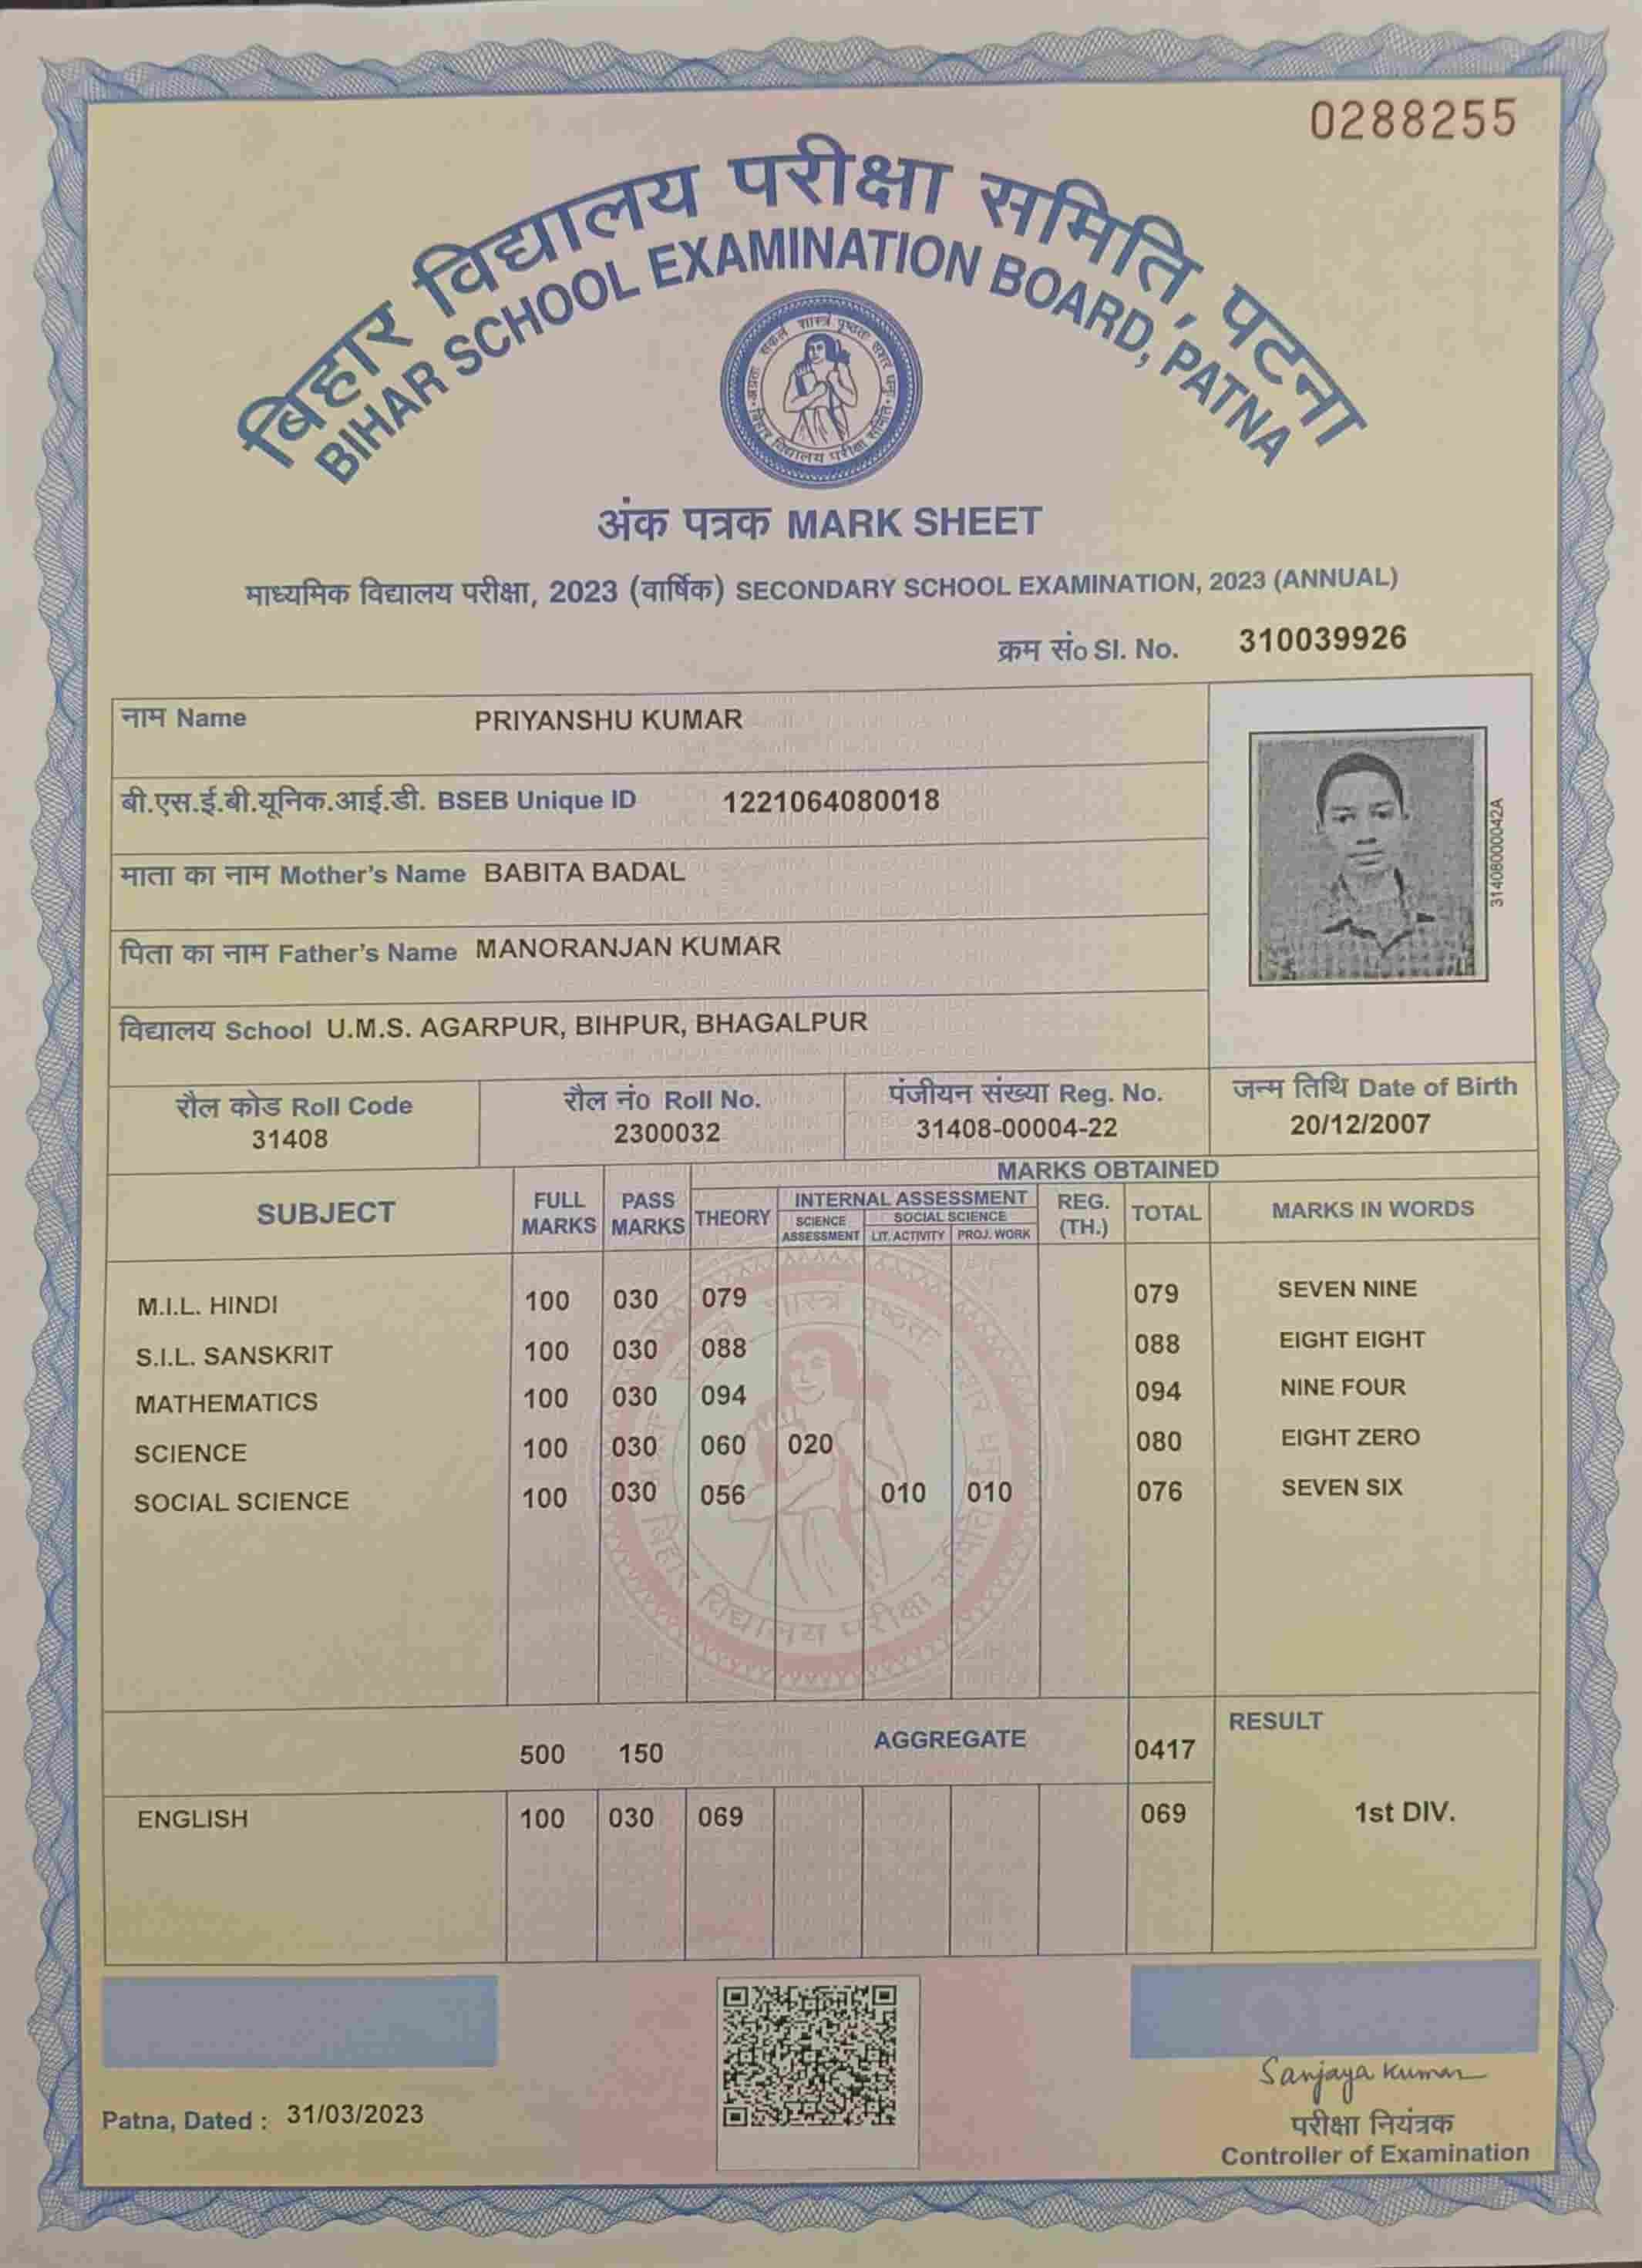 0288255
बिहार विद्यालय परीक्षा समिति, पटना
BIHAR SCHOOL EXAMINATION BOARD, PATNA
बिहार विद्यालय परीक्षा समिति
अंक पत्रक MARK SHEET
माध्यमिक विद्यालय परीक्षा, 2023 (वार्षिक) SECONDARY SCHOOL EXAMINATION, 2023 (ANNUAL)
क्रम सं० Sl. No. 310039926
नाम Name PRIYANSHU KUMAR
बी.एस.ई.बी.यूनिक.आई.डी. BSEB Unique ID 1221064080018
माता का नाम Mother's Name BABITA BADAL
पिता का नाम Father's Name MANORANJAN KUMAR
विद्यालय School U.M.S. AGARPUR, BIHPUR, BHAGALPUR
314080000042A
रौल कोड Roll Code रौल नं० Roll No. पंजीयन संख्या Reg. No. जन्म तिथि Date of Birth
31408 2300032 31408-00004-22 20/12/2007
MARKS OBTAINED
SUBJECT FULL MARKS PASS MARKS THEORY INTERNAL ASSESSMENT REG. (TH.) TOTAL MARKS IN WORDS
SCIENCE ASSESSMENT SOCIAL SCIENCE
LIT. ACTIVITY PROJ. WORK
M.I.L. HINDI 100 030 079 079 SEVEN NINE
S.I.L. SANSKRIT 100 030 088 088 EIGHT EIGHT
MATHEMATICS 100 030 094 094 NINE FOUR
SCIENCE 100 030 060 020 080 EIGHT ZERO
SOCIAL SCIENCE 100 030 056 010 010 076 SEVEN SIX
500 150 AGGREGATE 0417 RESULT
ENGLISH 100 030 069 069 1st DIV.
Patna, Dated : 31/03/2023
Sanjaya Kumar
परीक्षा नियंत्रक
Controller of Examination